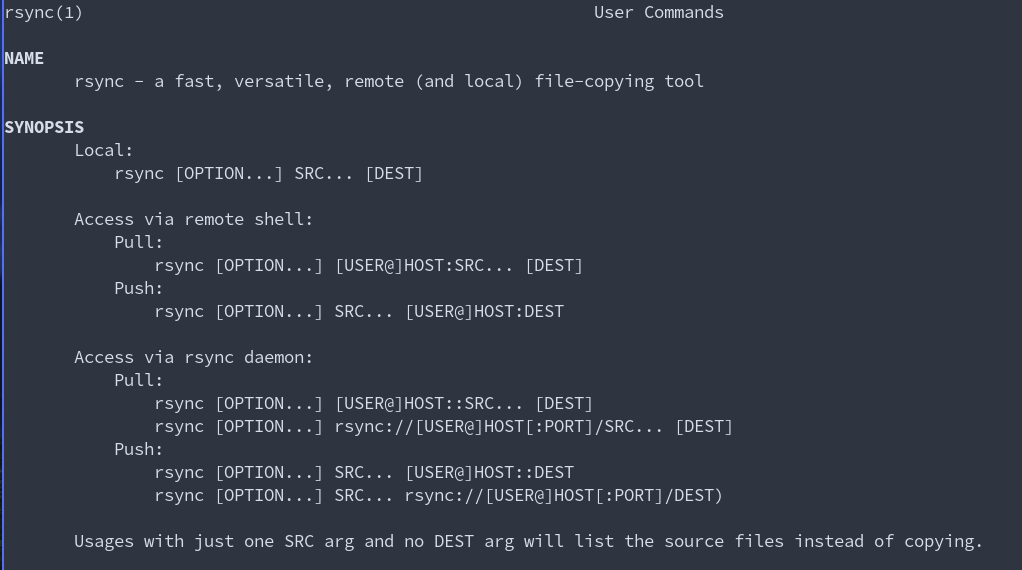 rsync(1) User Commands
NAME
rsync - a fast, versatile, remote (and local) file-copying tool
SYNOPSIS
Local:
rsync [OPTION...] SRC... [DEST]
Access via remote shell:
Pull:
rsync [OPTION...] [USER@]HOST:SRC... [DEST]
Push:
rsync [OPTION...] SRC... [USER@]HOST:DEST
Access via rsync daemon:
Pull:
rsync [OPTION...] [USER@]HOST::SRC... [DEST]
rsync [OPTION...] rsync://[USER@]HOST[:PORT]/SRC... [DEST]
Push:
rsync [OPTION...] SRC... [USER@]HOST::DEST
rsync [OPTION...] SRC... rsync://[USER@]HOST[:PORT]/DEST)
Usages with just one SRC arg and no DEST arg will list the source files instead of copying.